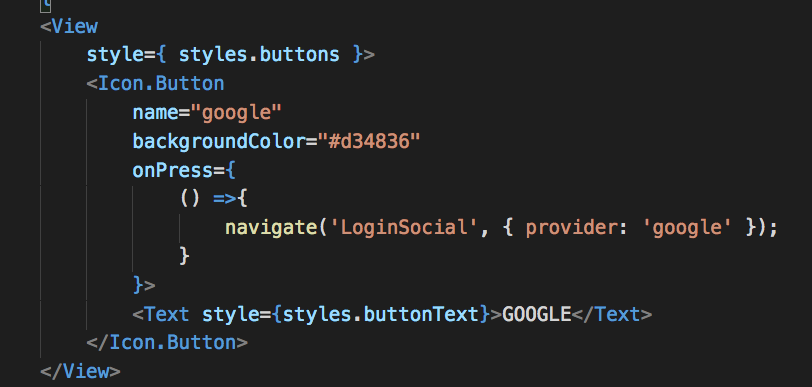 {
<View
style={ styles.buttons }>
<Icon.Button
name="google"
backgroundColor="#d34836"
onPress={
() =>{
navigate('LoginSocial', { provider: 'google' });
}
}>
<Text style={styles.buttonText}>GOOGLE</Text>
</Icon.Button>
</View>